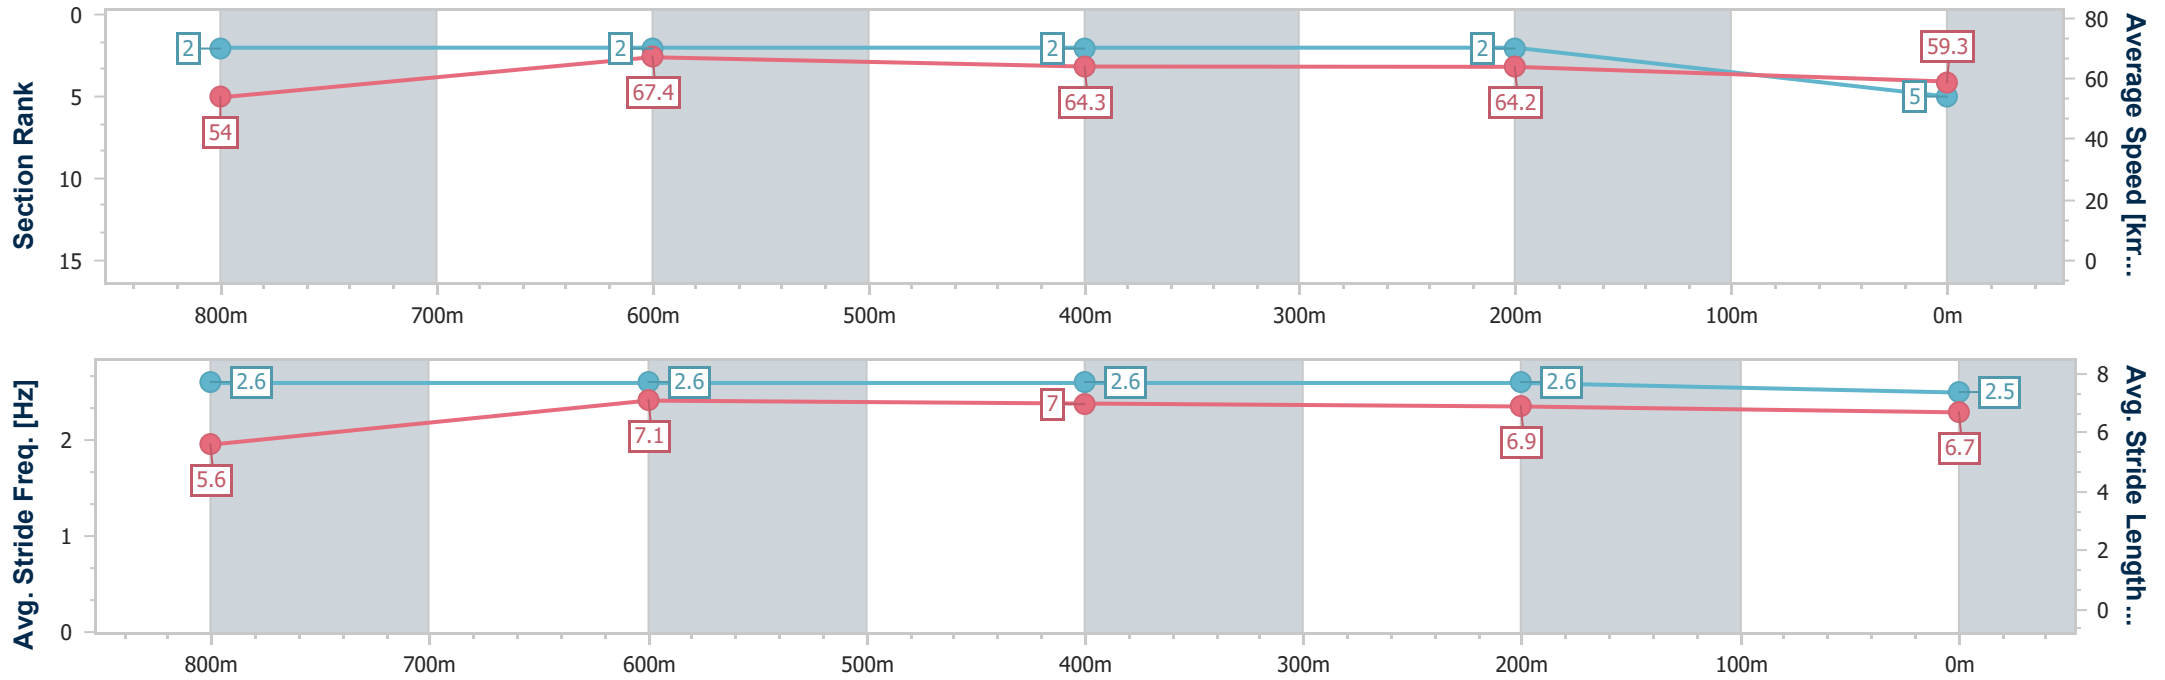 Section Rank
0
5
10
15
2
2
2
2
5
54
67.4
64.3
64.2
59.3
80
60
40
20
0
Average Speed [km...
800m
700m
600m
500m
400m
300m
200m
100m
0m
Avg. Stride Freq. [Hz]
2
1
0
2.6
2.6
2.6
2.6
2.5
5.6
7.1
7
6.9
6.7
8
6
4
2
0
Avg. Stride Length ...
800m
700m
600m
500m
400m
300m
200m
100m
0m